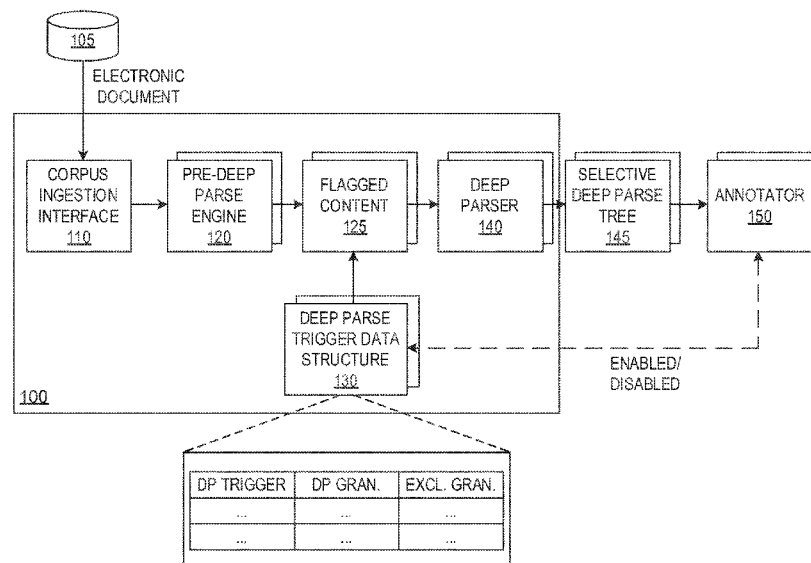 105
ELECTRONIC
DOCUMENT
CORPUS
INGESTION
INTERFACE
110
PRE-DEEP
PARSE
ENGINE
120
FLAGGED
CONTENT
125
DEEP
PARSER
140
SELECTIVE
DEEP PARSE
TREE
145
ANNOTATOR
150
DEEP PARSE
TRIGGER DATA
STRUCTURE
130
ENABLED/
DISABLED
100
DP TRIGGER DP GRAN. EXCL. GRAN.
... ... ...
... ... ...